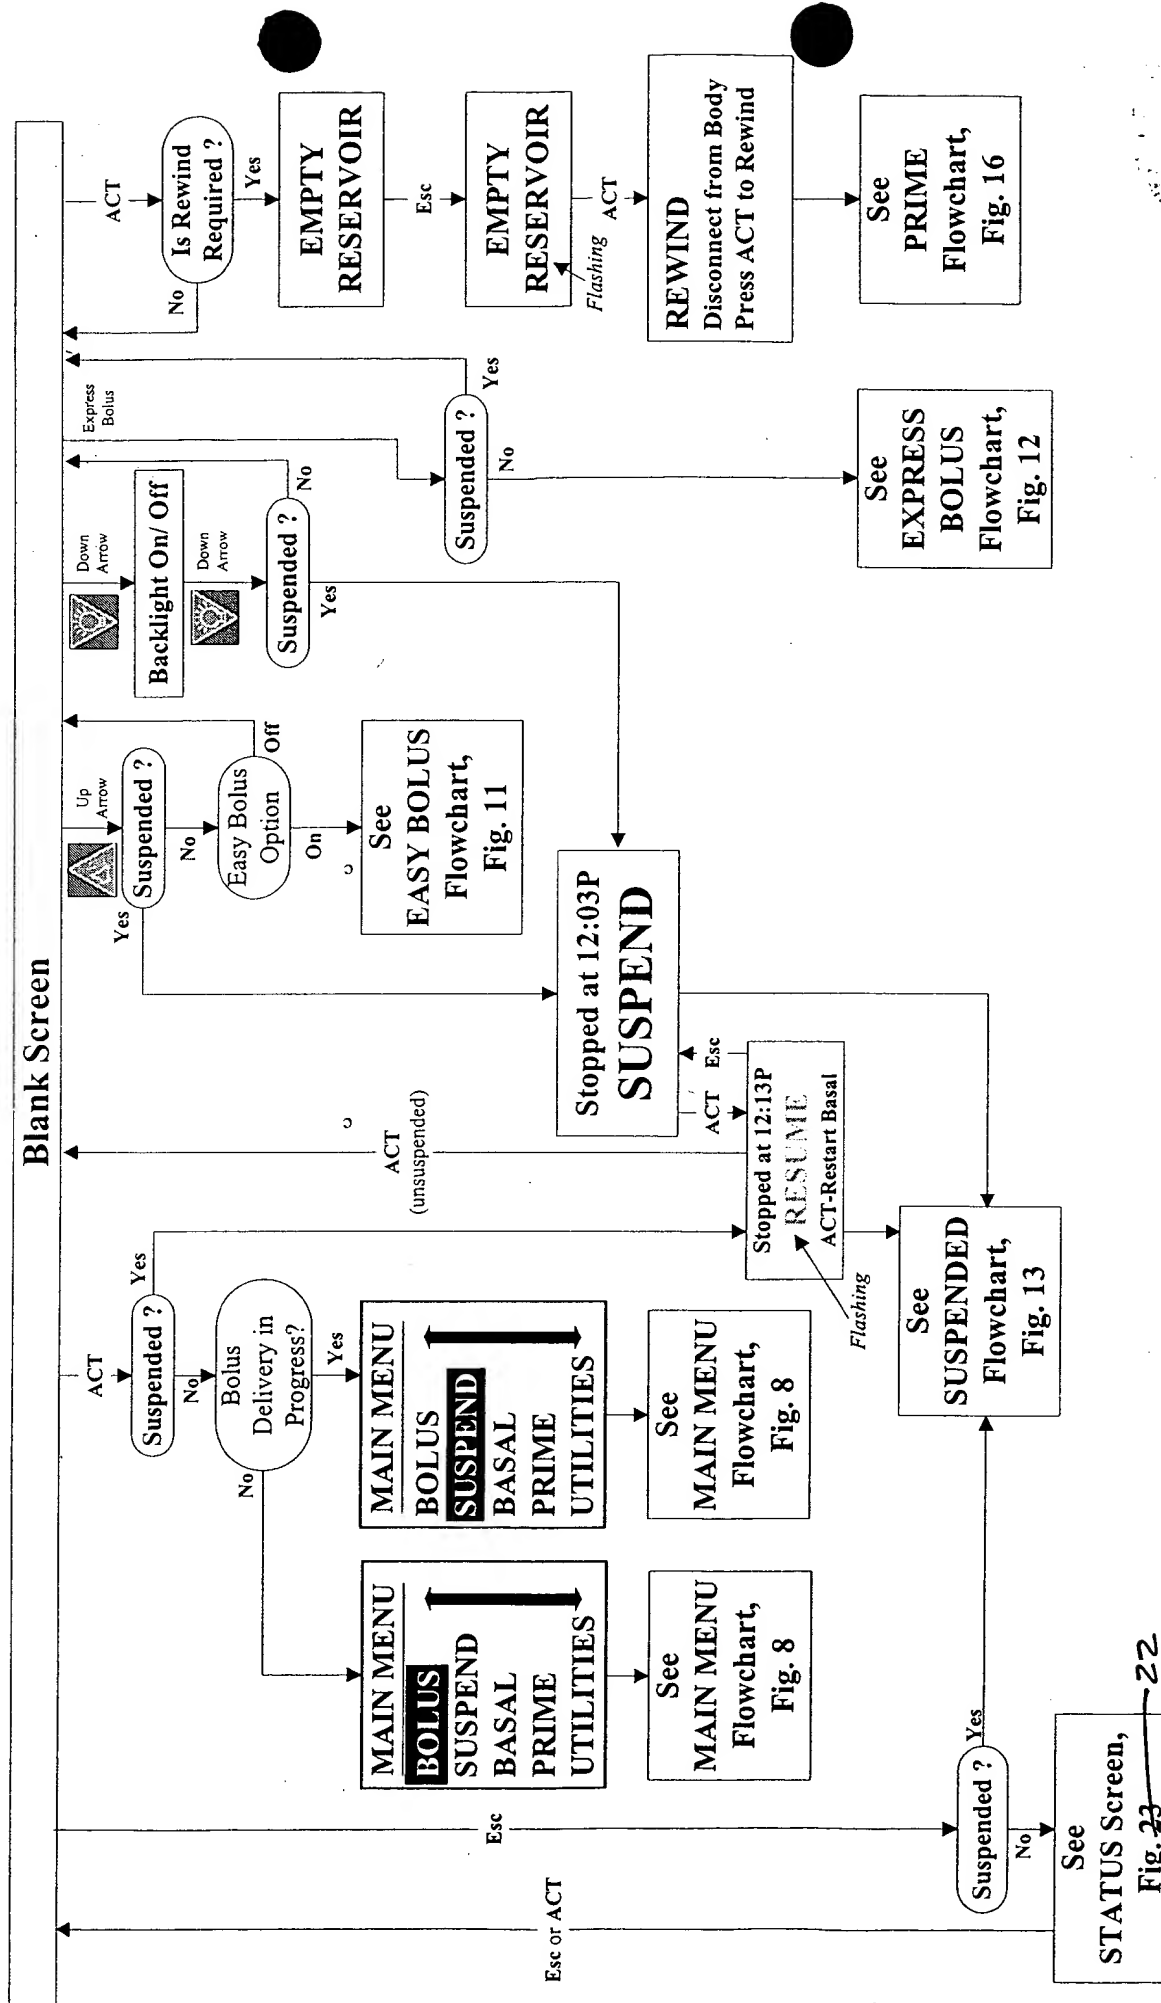 Blank Screen
Esc or ACT
Esc
Suspended ?
Yes
No
See
STATUS Screen,
Fig. 23
22
ACT
Suspended ?
Yes
No
Bolus
Delivery in
Progress?
No
Yes
MAIN MENU
BOLUS
SUSPEND
BASAL
PRIME
UTILITIES
See
MAIN MENU
Flowchart,
Fig. 8
MAIN MENU
BOLUS
SUSPEND
BASAL
PRIME
UTILITIES
See
MAIN MENU
Flowchart,
Fig. 8
ACT
(unsuspended)
c
Stopped at 12:13P
RESUME
ACT-Restart Basal
Flashing
ACT
Esc
Stopped at 12:03P
SUSPEND
See
SUSPENDED
Flowchart,
Fig. 13
Up
Arrow
Suspended ?
Yes
No
Easy Bolus
Option
Off
On
c
See
EASY BOLUS
Flowchart,
Fig. 11
Down
Arrow
Backlight On/ Off
Down
Arrow
Suspended ?
No
Yes
Express
Bolus
Suspended ?
Yes
No
See
EXPRESS
BOLUS
Flowchart,
Fig. 12
ACT
Is Rewind
Required ?
No
Yes
EMPTY
RESERVOIR
Esc
EMPTY
RESERVOIR
Flashing
ACT
REWIND
Disconnect from Body
Press ACT to Rewind
See
PRIME
Flowchart,
Fig. 16